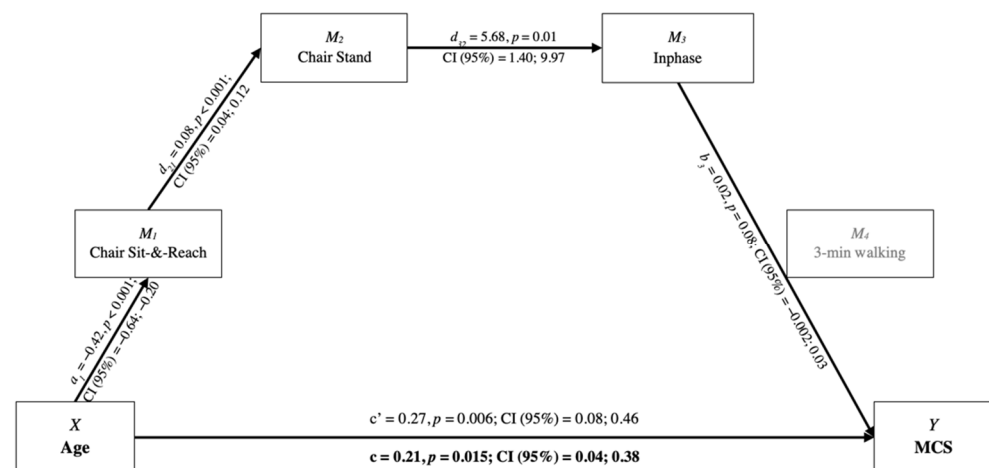 M₂
Chair Stand
d₃₂ = 5.68, p = 0.01
CI (95%) = 1.40; 9.97
M₃
Inphase
d₂₁ = 0.08, p < 0.001;
CI (95%) = 0.04; 0.12
b₃ = 0.02, p = 0.08; CI (95%) = –0.002; 0.03
M₁
Chair Sit-&-Reach
M₄
3-min walking
a₁ = –0.42, p < 0.001;
CI (95%) = –0.64; –0.20
X
Age
c’ = 0.27, p = 0.006; CI (95%) = 0.08; 0.46
c = 0.21, p = 0.015; CI (95%) = 0.04; 0.38
Y
MCS